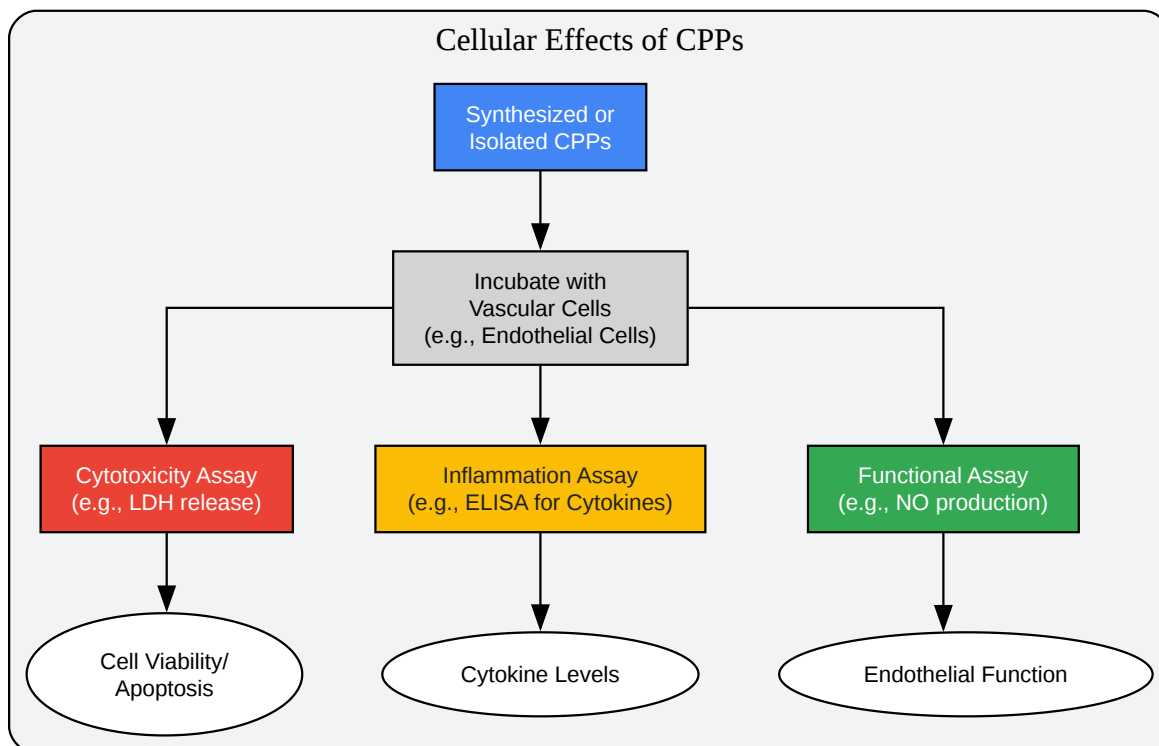 Cellular Effects of CPPs
Synthesized or
Isolated CPPs
Incubate with
Vascular Cells
(e.g., Endothelial Cells)
Cytotoxicity Assay
(e.g., LDH release)
Inflammation Assay
(e.g., ELISA for Cytokines)
Functional Assay
(e.g., NO production)
Cell Viability/
Apoptosis
Cytokine Levels
Endothelial Function